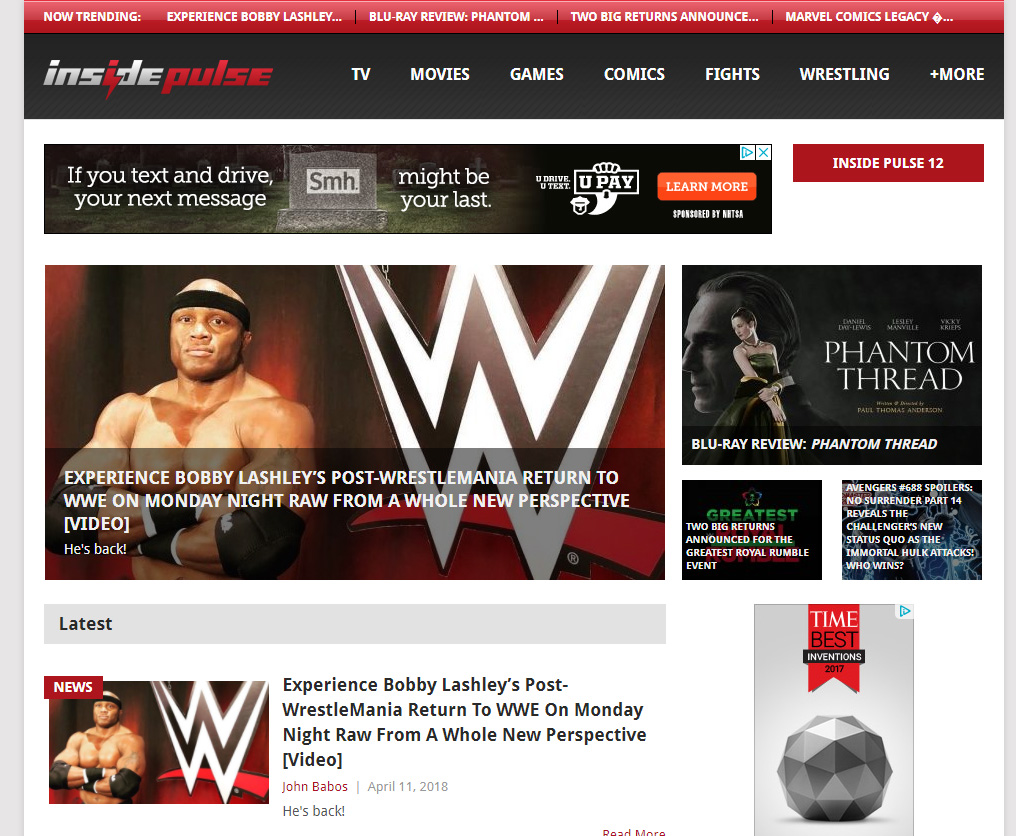 NOW TRENDING: EXPERIENCE BOBBY LASHLEY... BLU-RAY REVIEW: PHANTOM ... TWO BIG RETURNS ANNOUNCE... MARVEL COMICS LEGACY �...
insidepulse
TV MOVIES GAMES COMICS FIGHTS WRESTLING +MORE
If you text and drive,
your next message
Smh.
might be
your last.
U DRIVE.
U TEXT.
U PAY
LEARN MORE
SPONSORED BY NHTSA
INSIDE PULSE 12
W
®
EXPERIENCE BOBBY LASHLEY’S POST-WRESTLEMANIA RETURN TO
WWE ON MONDAY NIGHT RAW FROM A WHOLE NEW PERSPECTIVE
[VIDEO]
He's back!
DANIEL
DAY-LEWIS
LESLEY
MANVILLE
VICKY
KRIEPS
PHANTOM
THREAD
Written & Directed by
PAUL THOMAS ANDERSON
BLU-RAY REVIEW: PHANTOM THREAD
GREATEST
TWO BIG RETURNS
ANNOUNCED FOR THE
GREATEST ROYAL RUMBLE
EVENT
AVENGERS #688 SPOILERS:
NO SURRENDER PART 14
REVEALS THE
CHALLENGER’S NEW
STATUS QUO AS THE
IMMORTAL HULK ATTACKS!
WHO WINS?
Latest
NEWS
Experience Bobby Lashley’s Post-
WrestleMania Return To WWE On Monday
Night Raw From A Whole New Perspective
[Video]
John Babos | April 11, 2018
He's back!
Read More
TIME
BEST
INVENTIONS
2017